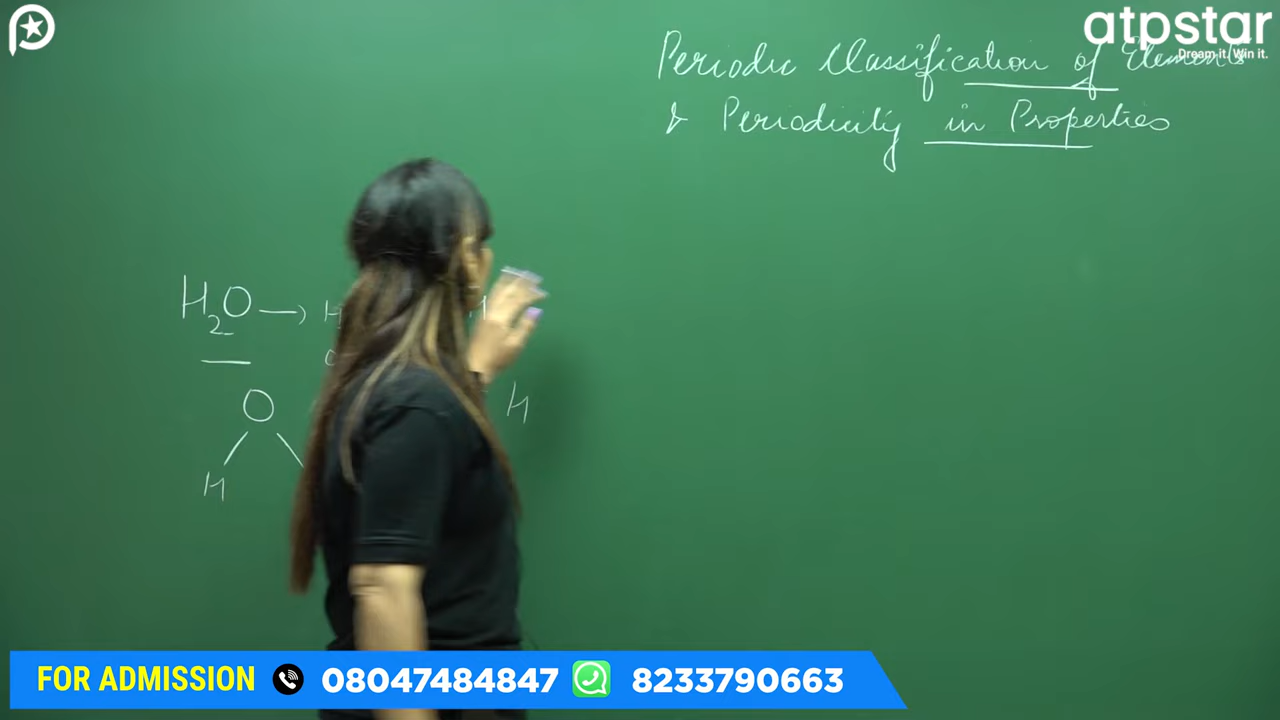 atpstar
Dream it. Win it.
Periodic Classification of Elements
& Periodicity in Properties
H2O → H
H
O
H
H
FOR ADMISSION 08047484847 8233790663